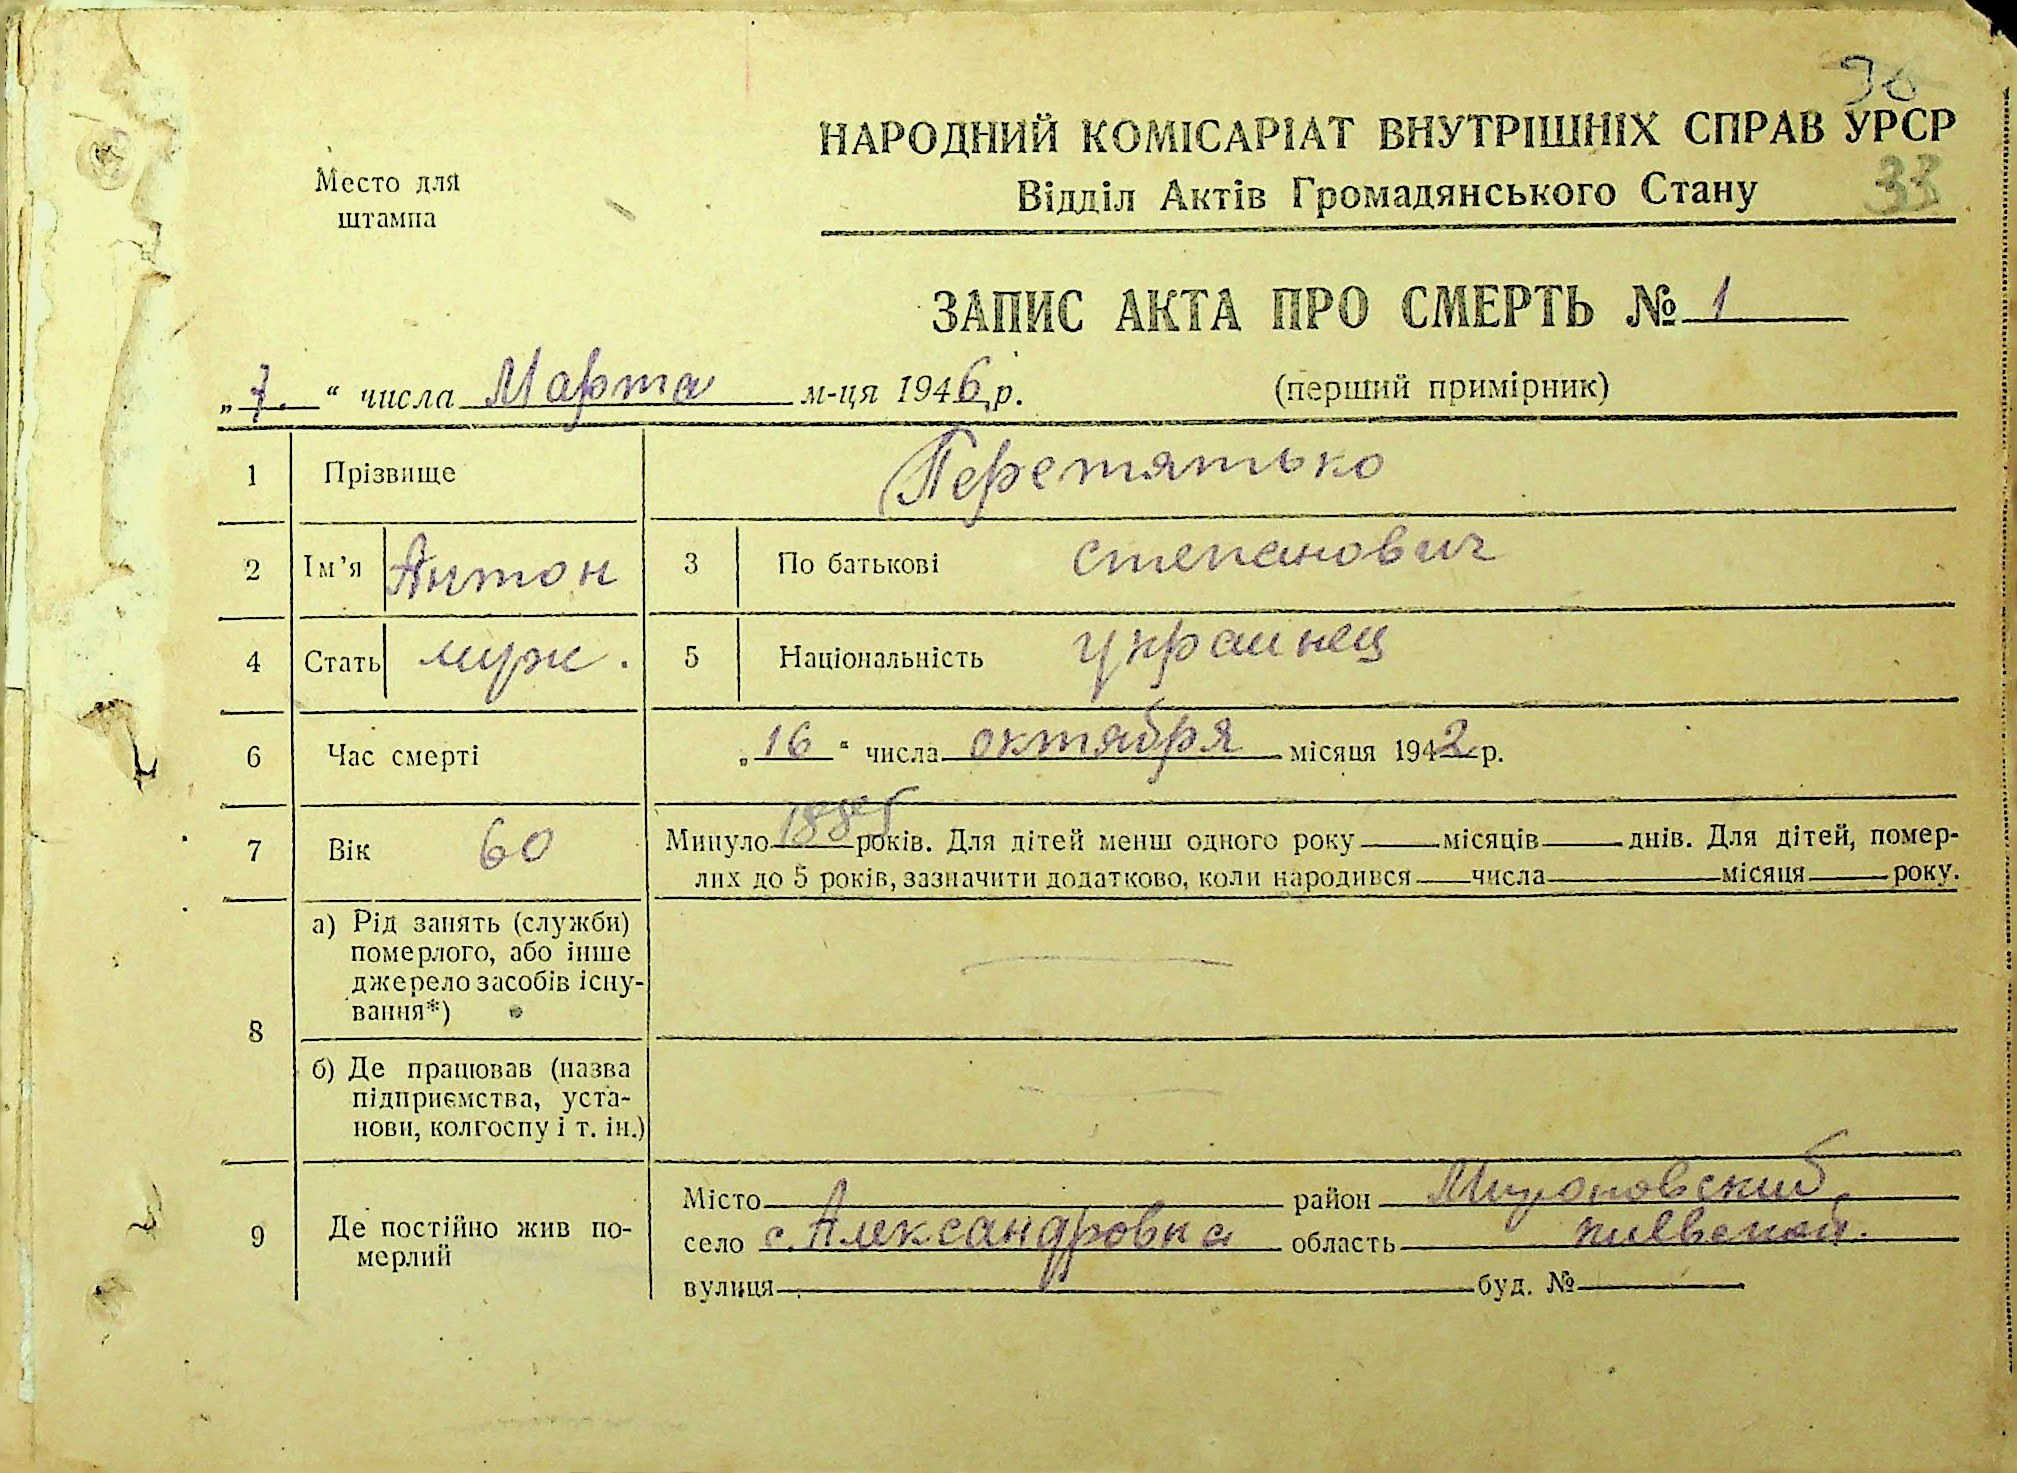 НАРОДНИЙ КОМІСАРІАТ ВНУТРІШНІХ СПРАВ УРСР
Місто для
штампа
Відділ Актів Громадянського Стану
33
ЗАПИС АКТА ПРО СМЕРТЬ № 1
„7.“ числа Марта м-ця 1946 р. (перший примірник)
1 Прізвище Перетятько
2 Ім’я Антон 3 По батькові степанович
4 Стать муж. 5 Національність украинец
6 Час смерті „16“ числа октября місяця 1942 р.
7 Вік 60 Минуло років. Для дітей менш одного року місяців днів. Для дітей, помер-
лих до 5 років, зазначити додатково, коли народився числа місяця року.
8 а) Рід занять (служби)
померлого, або інше
джерело засобів існу-
вання*)
б) Де працював (назва
підприємства, уста-
нови, колгоспу і т. ін.)
9 Де постійно жив по-
мерлий
Місто район Мироновский
село с. Александровка область киевской.
вулиця буд. №